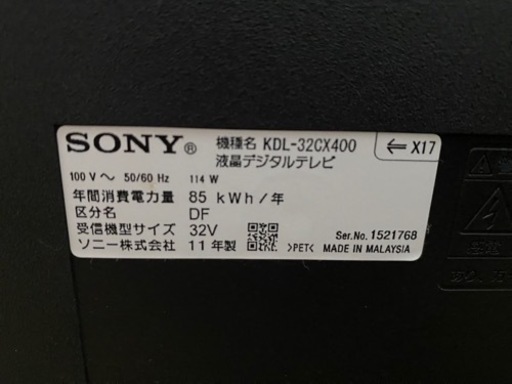 SONY® 機種名 KDL-32CX400 ← X17
液晶デジタルテレビ
100 V ～ 50/60 Hz 114 W
年間消費電力量 85 kWh/年
区分名 DF
受信機型サイズ 32V Ser.No. 1521768
ソニー株式会社 11年製 >PET< MADE IN MALAYSIA